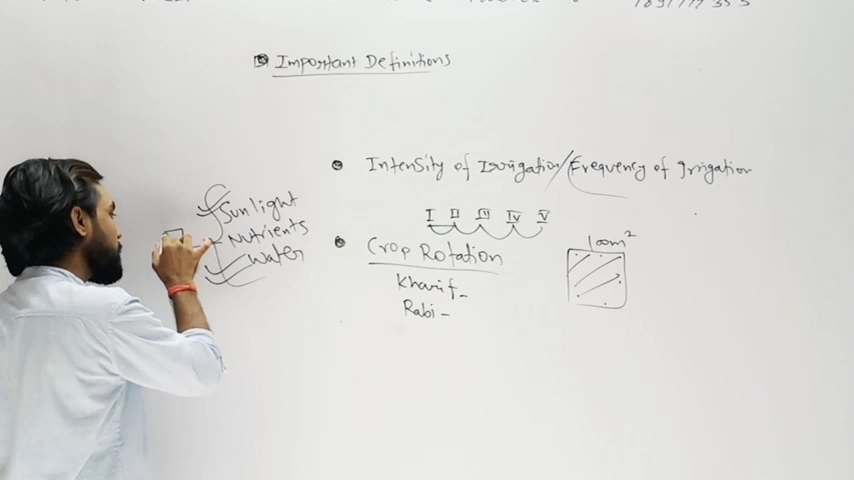 Important Definitions
Intensity of Irrigation/Frequency of Irrigation
Sunlight
Nutrients
Water
I II III IV V
Crop Rotation
Kharif -
Rabi -
100m²